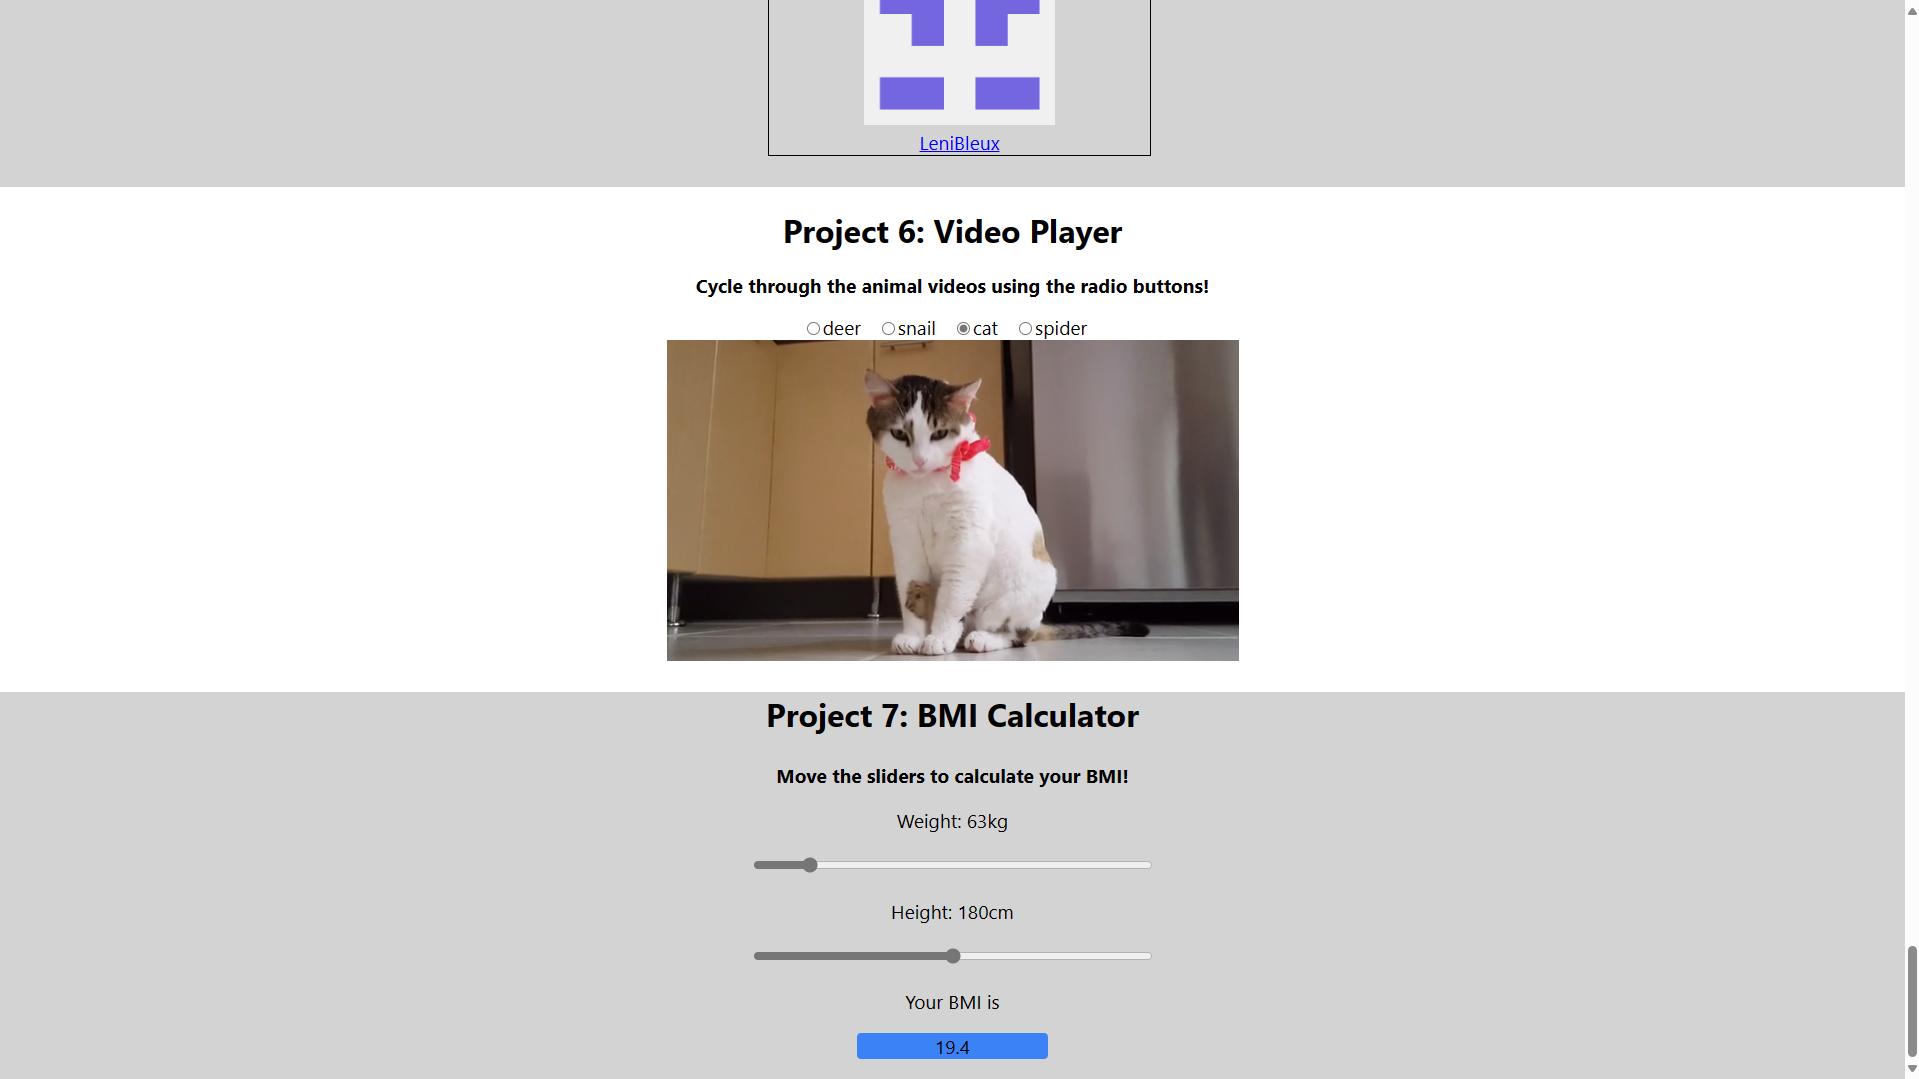 LeniBleux
Project 6: Video Player
Cycle through the animal videos using the radio buttons!
deer snail cat spider
Project 7: BMI Calculator
Move the sliders to calculate your BMI!
Weight: 63kg
Height: 180cm
Your BMI is
19.4